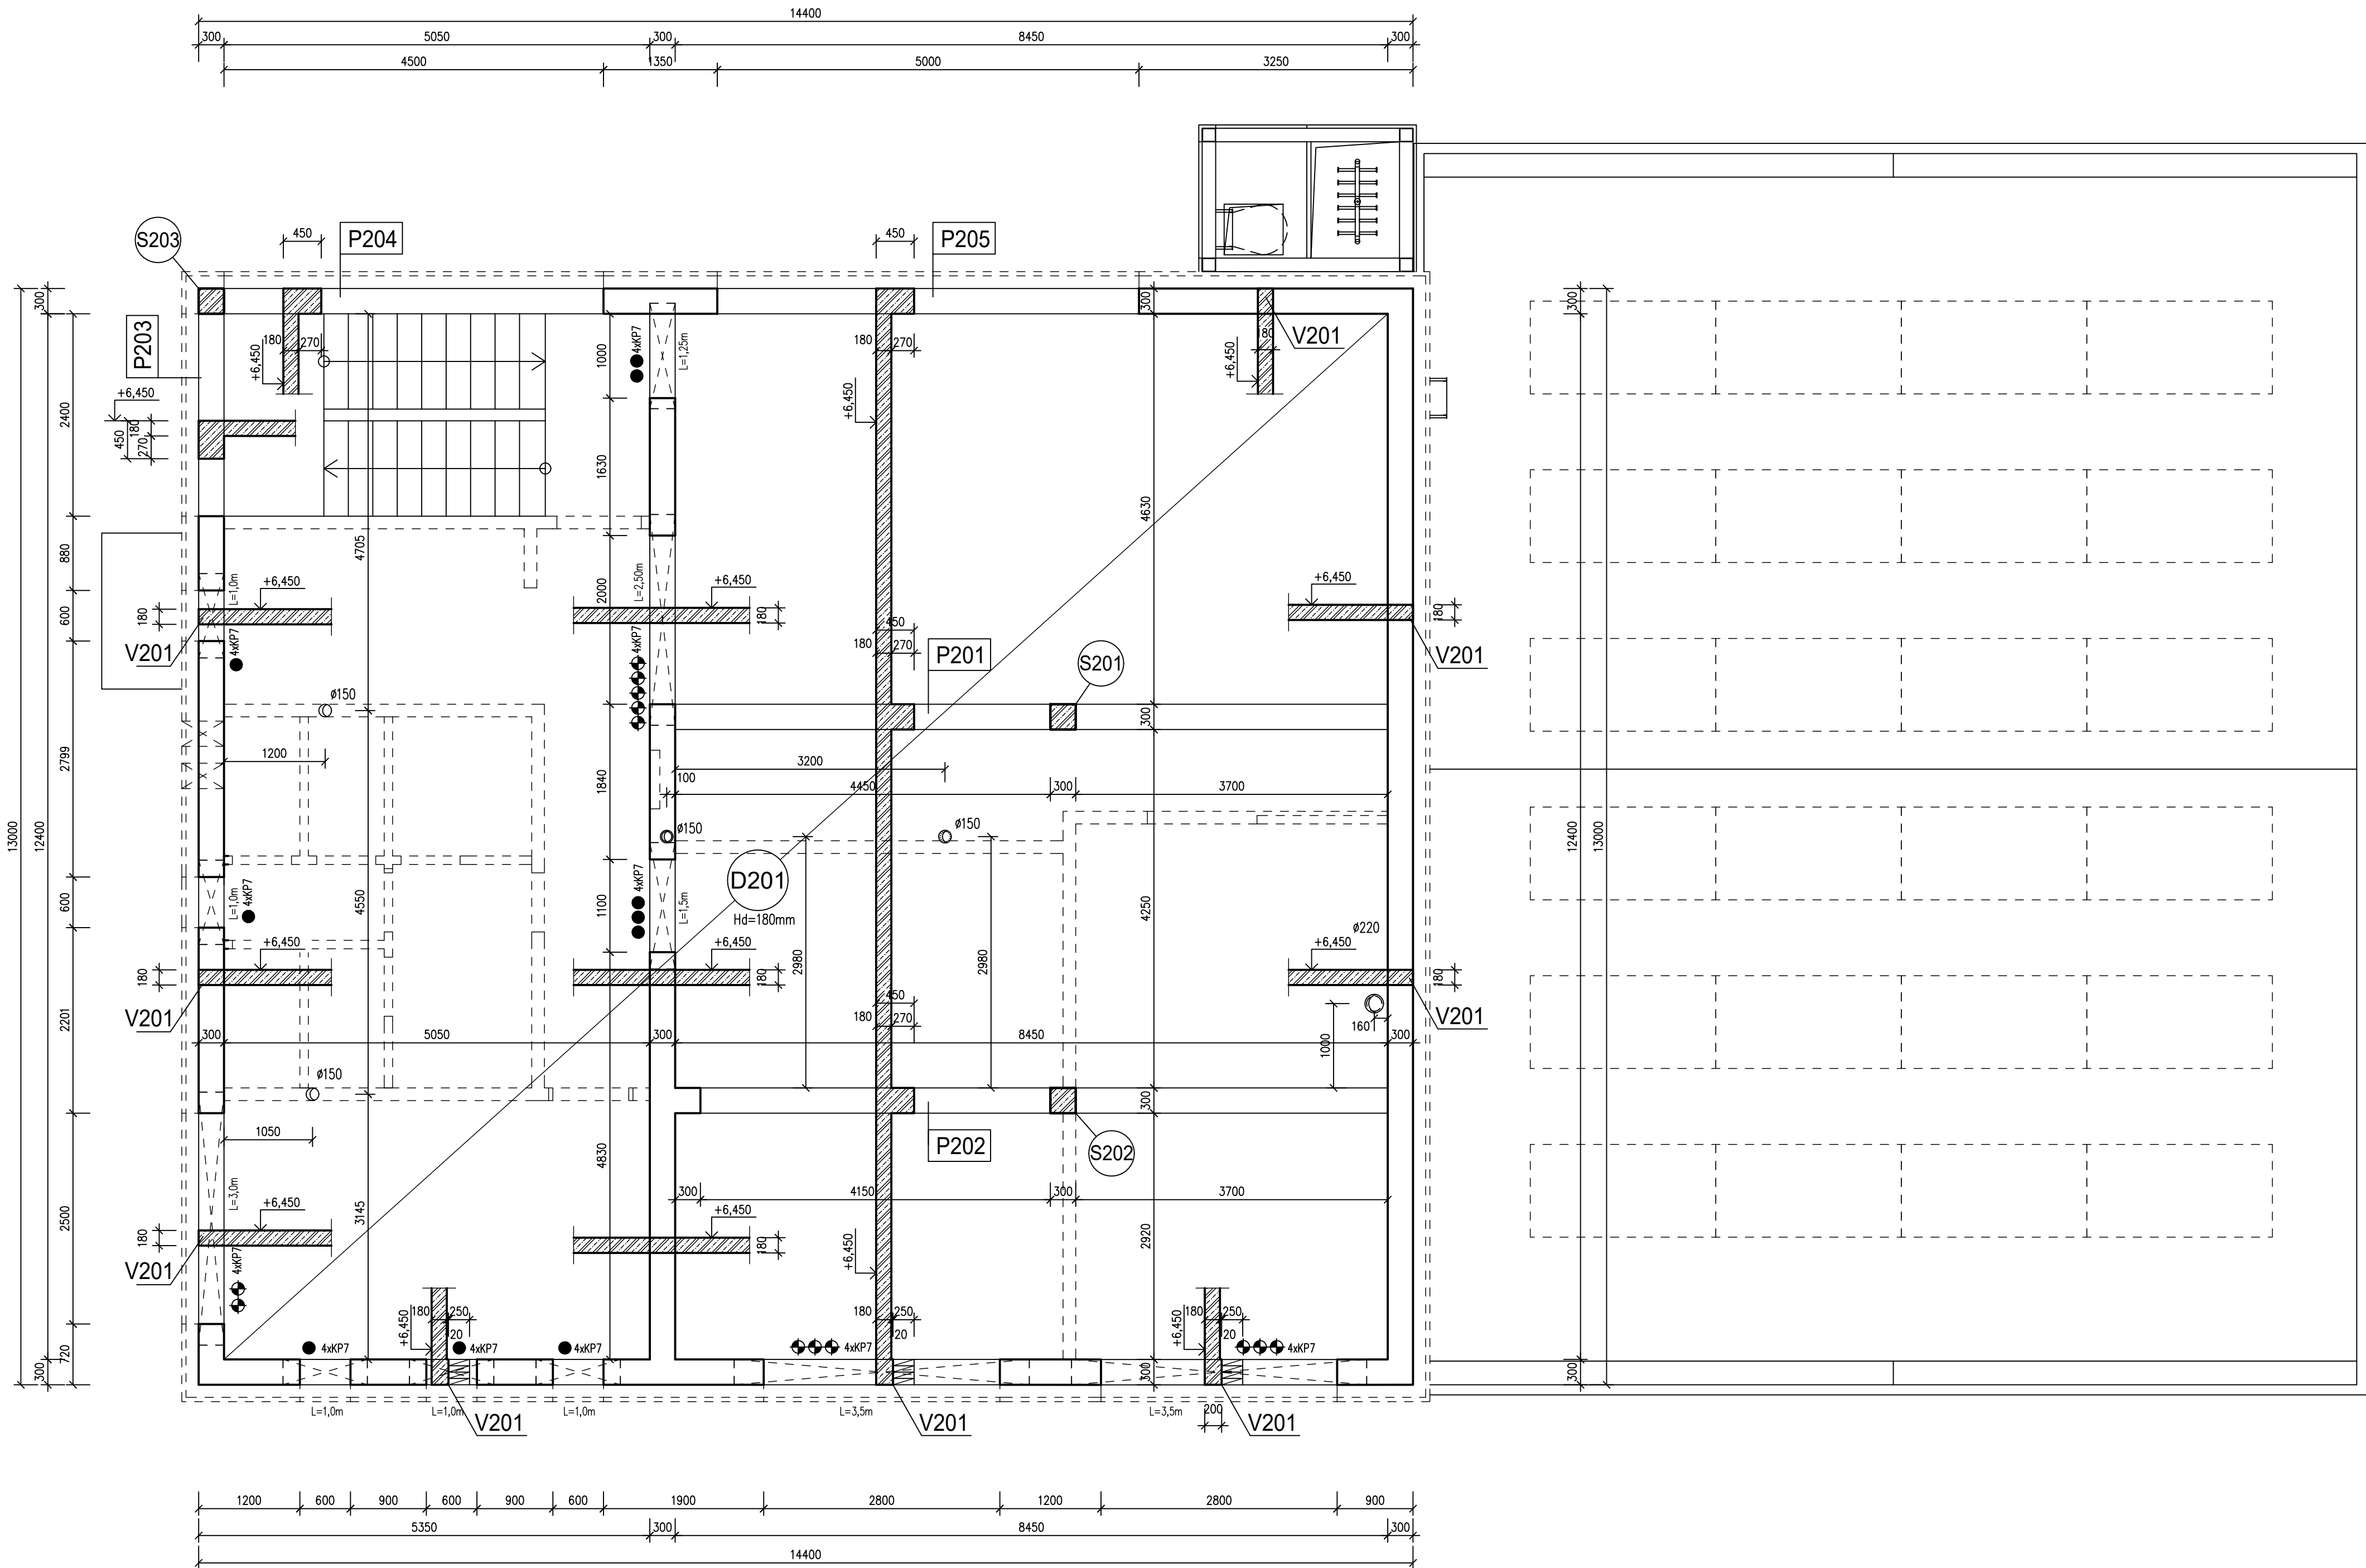 14400
300 5050 300 8450 300
4500 1350 5000 3250
S203
450
P204
450
P205
300
300
300
180 270
+6,450
1000
4xKP7
L=1,25m
180 270
+6,450
180
V201
+6,450
P203
+6,450
450
180
270
2400
1630
4630
880
4705
L=1,0m
+6,450
600
180
V201
4xKP7
2000
L=2,50m
+6,450
180
4xKP7
450
180 270
P201
S201
+6,450
180
V201
ø150
300
1200
2799
3200
100
4450 300 3700
1840
13000
12400
12400
13000
ø150
ø150
D201
Hd=180mm
600
L=1,0m
4xKP7
4550
4xKP7
1100
L=1,5m
4250
ø220
+6,450
180
V201
+6,450
180
2980
2980
+6,450
180
V201
450
180 270
2201
300 5050 300 8450 300
160
1000
ø150
300
1050
P202
S202
4830
L=3,0m
300 4150 300 3700
2500
3145
+6,450
180
V201
4xKP7
+6,450
180
+6,450
2920
180 250
20
+6,450
180 250
20
+6,450
180 250
20
4xKP7
4xKP7
4xKP7
4xKP7
4xKP7
720
300
300
300
L=1,0m
L=1,0m
L=1,0m
L=3,5m
L=3,5m
200
V201
V201
V201
1200 600 900 600 900 600 1900 2800 1200 2800 900
5350 300 8450 300
14400